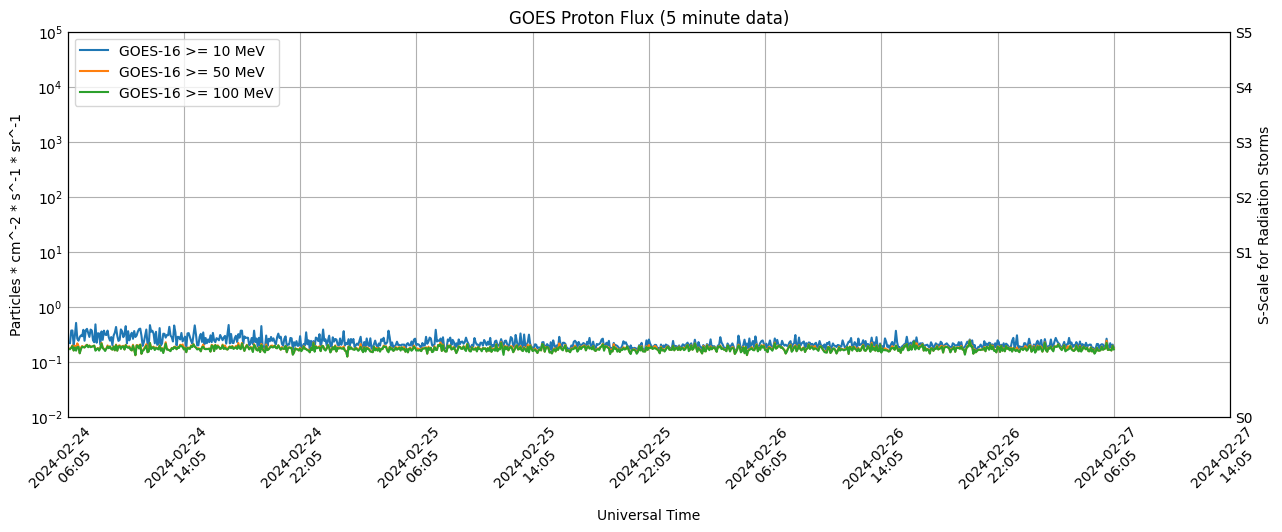 GOES Proton Flux (5 minute data)
GOES-16 >= 10 MeV
GOES-16 >= 50 MeV
GOES-16 >= 100 MeV
Particles * cm^-2 * s^-1 * sr^-1
10^5
10^4
10^3
10^2
10^1
10^0
10^-1
10^-2
S5
S4
S3
S2
S1
S0
S-Scale for Radiation Storms
2024-02-24
06:05
2024-02-24
14:05
2024-02-24
22:05
2024-02-25
06:05
2024-02-25
14:05
2024-02-25
22:05
2024-02-26
06:05
2024-02-26
14:05
2024-02-26
22:05
2024-02-27
06:05
2024-02-27
14:05
Universal Time